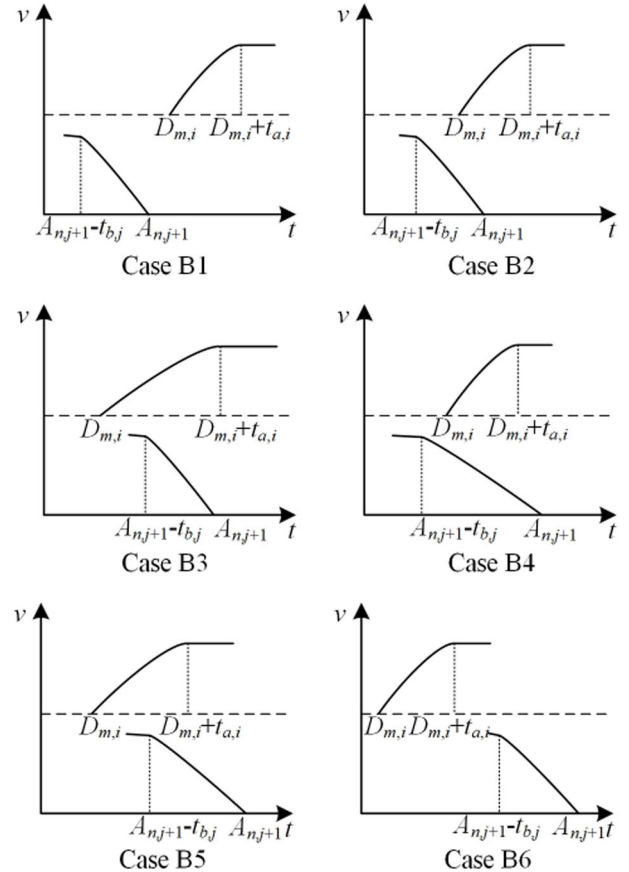 v v
D_{m,i} D_{m,i}+t_{a,i} D_{m,i} D_{m,i}+t_{a,i}
A_{n,j+1}-t_{b,j} A_{n,j+1} t A_{n,j+1}-t_{b,j} A_{n,j+1} t
Case B1 Case B2
v v
D_{m,i} D_{m,i}+t_{a,i} D_{m,i} D_{m,i}+t_{a,i}
A_{n,j+1}-t_{b,j} A_{n,j+1} t A_{n,j+1}-t_{b,j} A_{n,j+1} t
Case B3 Case B4
v v
D_{m,i} D_{m,i}+t_{a,i} D_{m,i} D_{m,i}+t_{a,i}
A_{n,j+1}-t_{b,j} A_{n,j+1} t A_{n,j+1}-t_{b,j} A_{n,j+1} t
Case B5 Case B6